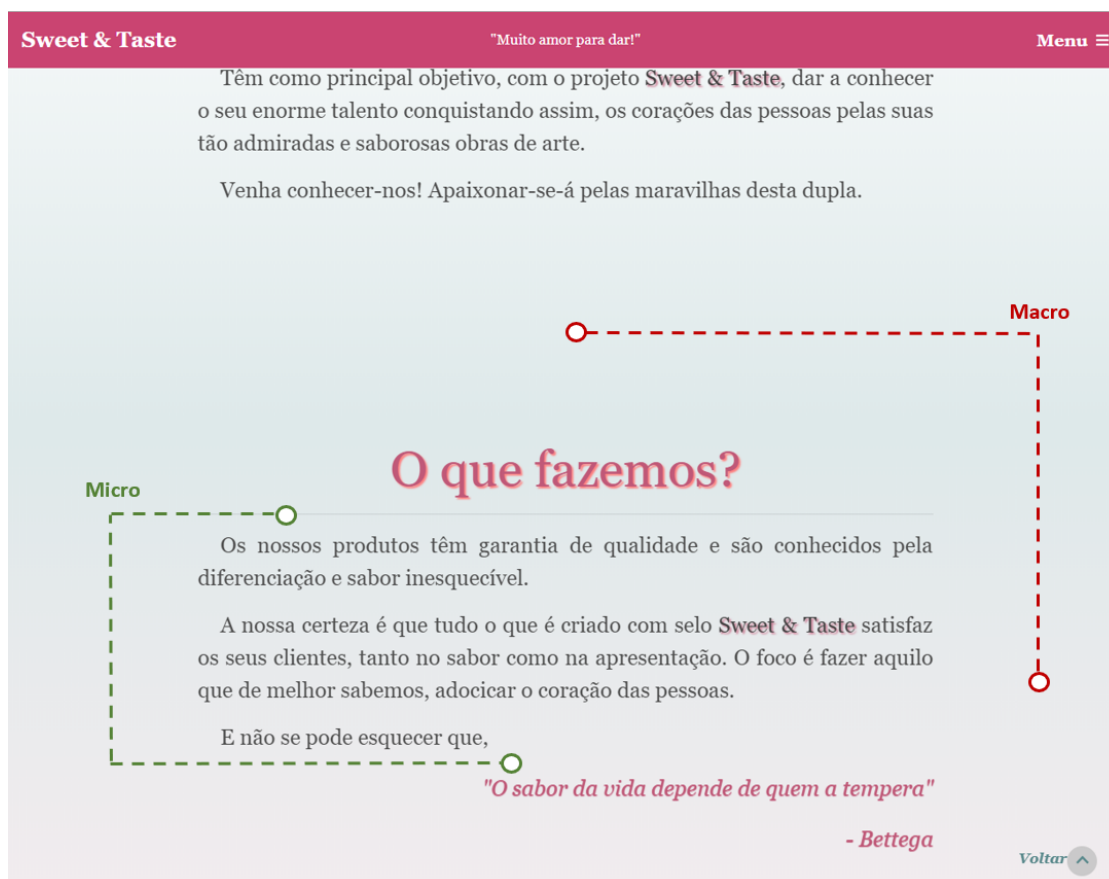 Sweet & Taste
"Muito amor para dar!"
Menu
Têm como principal objetivo, com o projeto Sweet & Taste, dar a conhecer
o seu enorme talento conquistando assim, os corações das pessoas pelas suas
tão admiradas e saborosas obras de arte.
Venha conhecer-nos! Apaixonar-se-á pelas maravilhas desta dupla.
Macro
O que fazemos?
Micro
Os nossos produtos têm garantia de qualidade e são conhecidos pela
diferenciação e sabor inesquecível.
A nossa certeza é que tudo o que é criado com selo Sweet & Taste satisfaz
os seus clientes, tanto no sabor como na apresentação. O foco é fazer aquilo
que de melhor sabemos, adocicar o coração das pessoas.
E não se pode esquecer que,
"O sabor da vida depende de quem a tempera"
- Bettega
Voltar